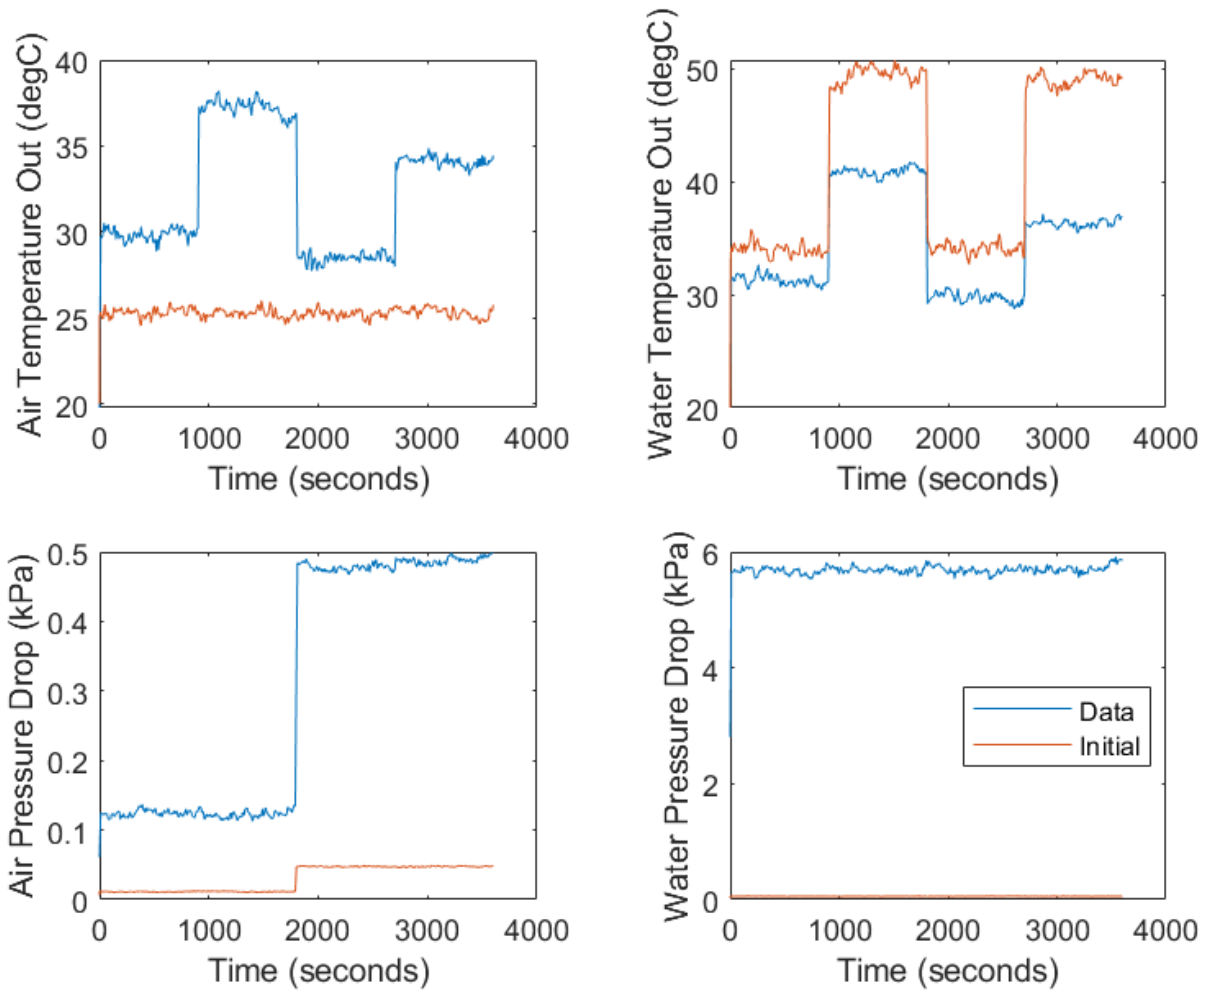 Air Temperature Out (degC)
40
35
30
25
20
0 1000 2000 3000 4000
Time (seconds)
Water Temperature Out (degC)
50
40
30
20
0 1000 2000 3000 4000
Time (seconds)
Air Pressure Drop (kPa)
0.5
0.4
0.3
0.2
0.1
0
0 1000 2000 3000 4000
Time (seconds)
Water Pressure Drop (kPa)
6
4
2
0
Data
Initial
0 1000 2000 3000 4000
Time (seconds)